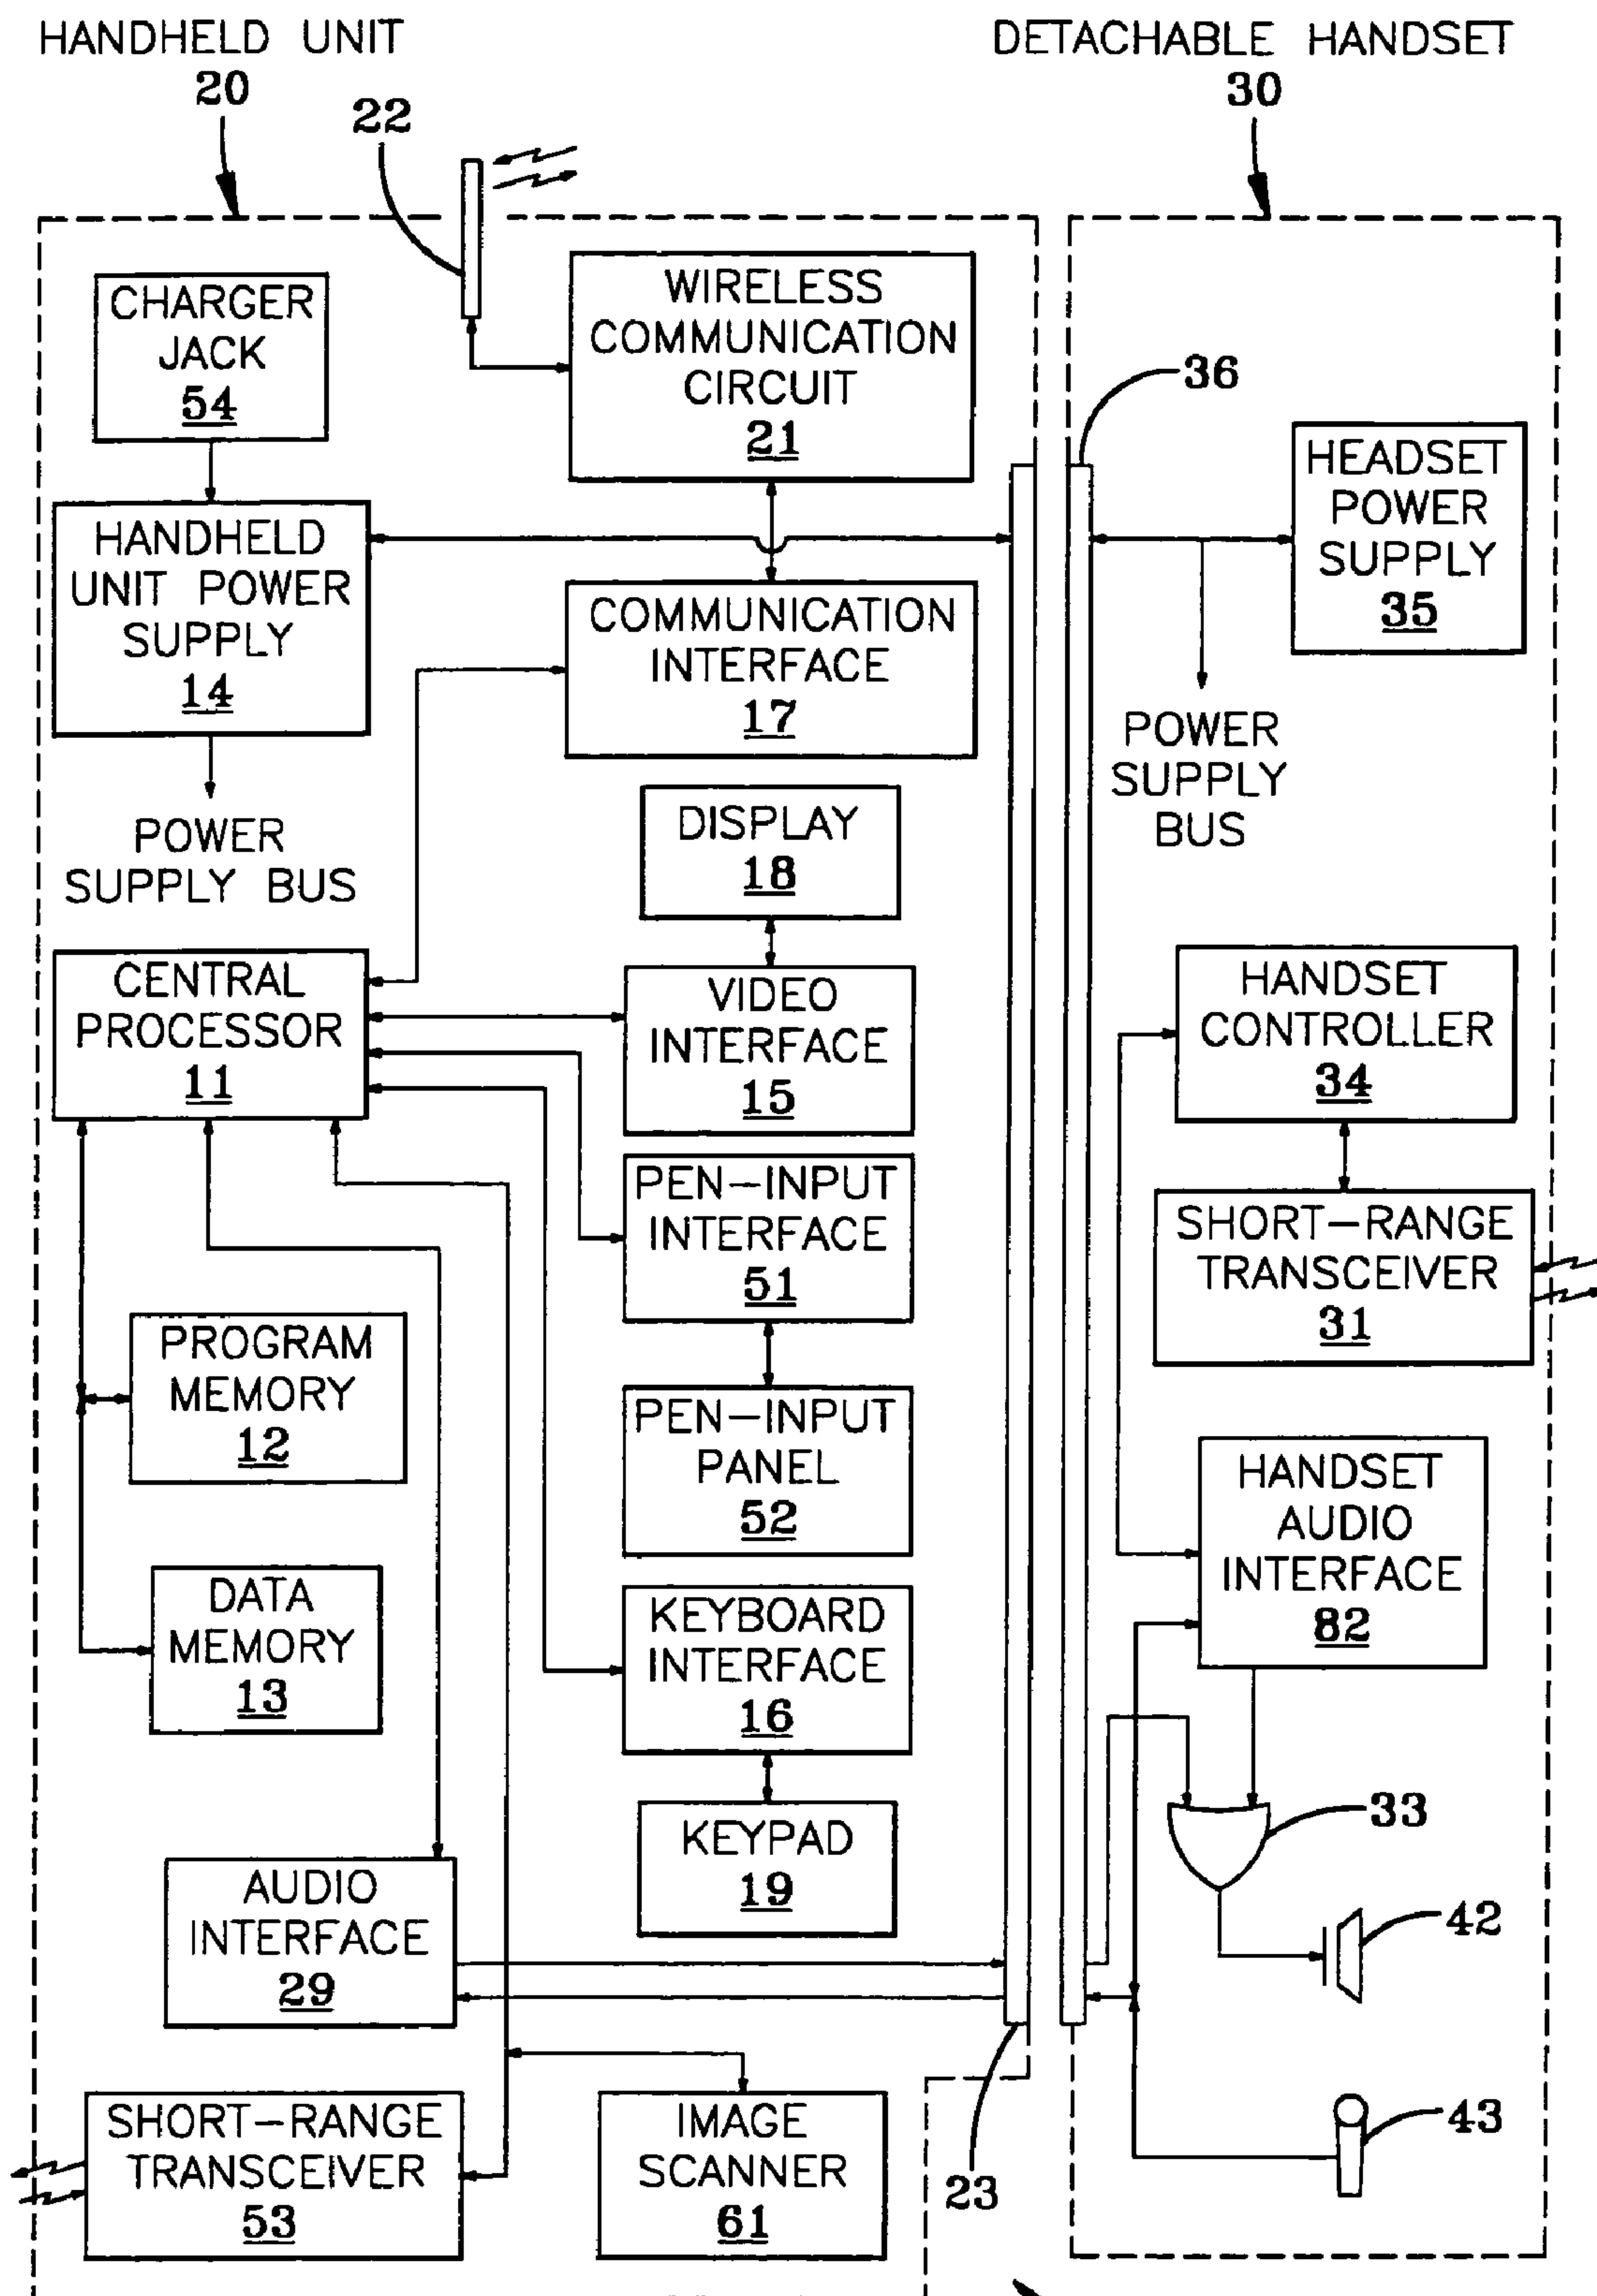 HANDHELD UNIT
20
DETACHABLE HANDSET
30
22
CHARGER
JACK
54
WIRELESS
COMMUNICATION
CIRCUIT
21
36
HEADSET
POWER
SUPPLY
35
HANDHELD
UNIT POWER
SUPPLY
14
COMMUNICATION
INTERFACE
17
POWER
SUPPLY
BUS
POWER
SUPPLY BUS
DISPLAY
18
CENTRAL
PROCESSOR
11
VIDEO
INTERFACE
15
HANDSET
CONTROLLER
34
PEN-INPUT
INTERFACE
51
SHORT-RANGE
TRANSCEIVER
31
PROGRAM
MEMORY
12
PEN-INPUT
PANEL
52
HANDSET
AUDIO
INTERFACE
82
DATA
MEMORY
13
KEYBOARD
INTERFACE
16
KEYPAD
19
33
AUDIO
INTERFACE
29
42
SHORT-RANGE
TRANSCEIVER
53
IMAGE
SCANNER
61
23
43